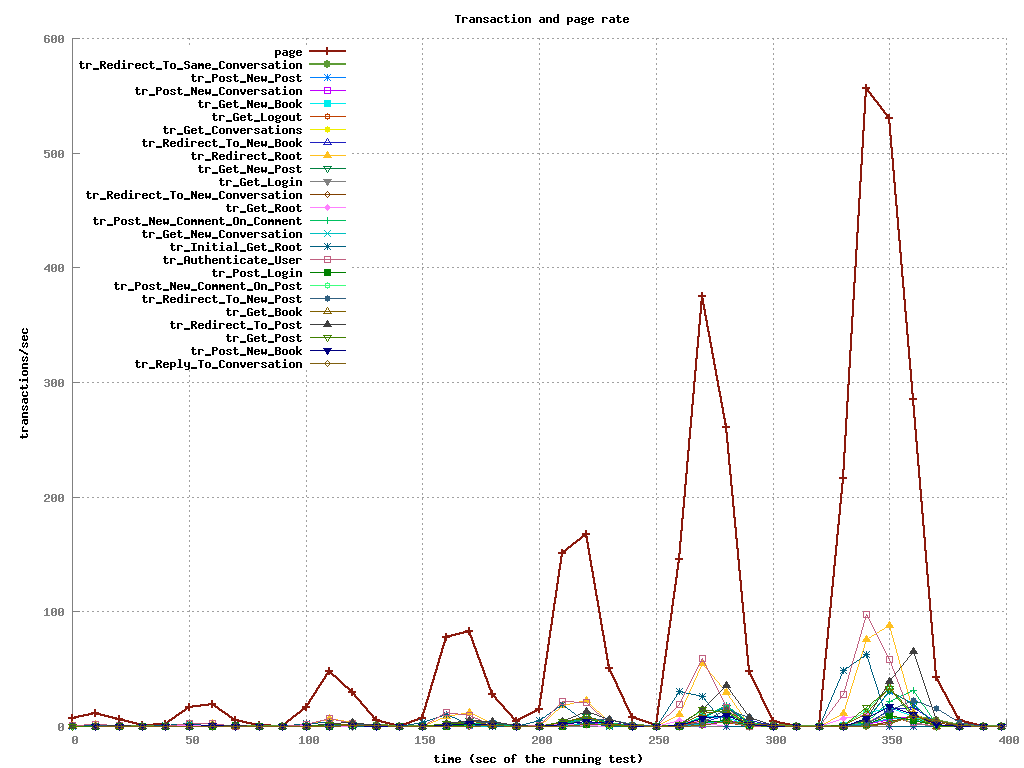 Transaction and page rate
600
500
400
300
200
100
0
transactions/sec
page
tr_Redirect_To_Same_Conversation
tr_Post_New_Post
tr_Post_New_Conversation
tr_Get_New_Book
tr_Get_Logout
tr_Get_Conversations
tr_Redirect_To_New_Book
tr_Redirect_Root
tr_Get_New_Post
tr_Get_Login
tr_Redirect_To_New_Conversation
tr_Get_Root
tr_Post_New_Comment_On_Comment
tr_Get_New_Conversation
tr_Initial_Get_Root
tr_Authenticate_User
tr_Post_Login
tr_Post_New_Comment_On_Post
tr_Redirect_To_New_Post
tr_Get_Book
tr_Redirect_To_Post
tr_Get_Post
tr_Post_New_Book
tr_Reply_To_Conversation
0 50 100 150 200 250 300 350 400
time (sec of the running test)